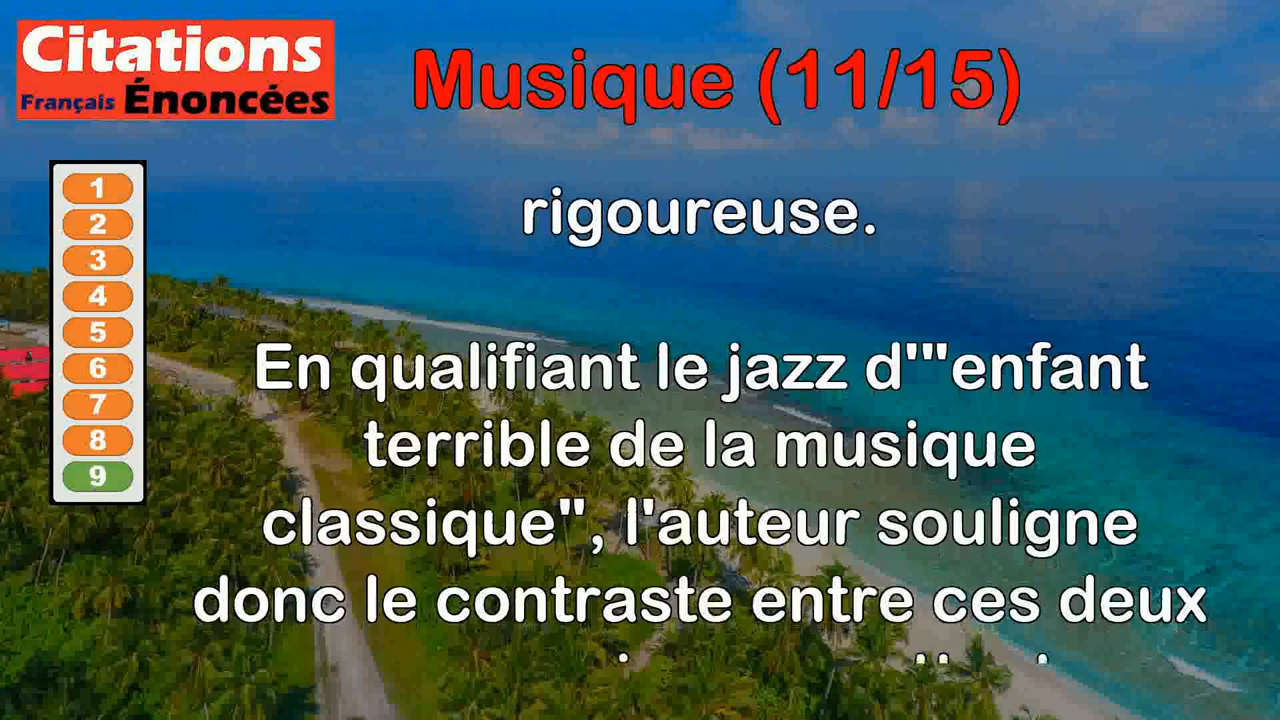 Citations
Français Énoncées
Musique (11/15)
1
2
3
4
5
6
7
8
9
rigoureuse.
En qualifiant le jazz d'"enfant
terrible de la musique
classique", l'auteur souligne
donc le contraste entre ces deux